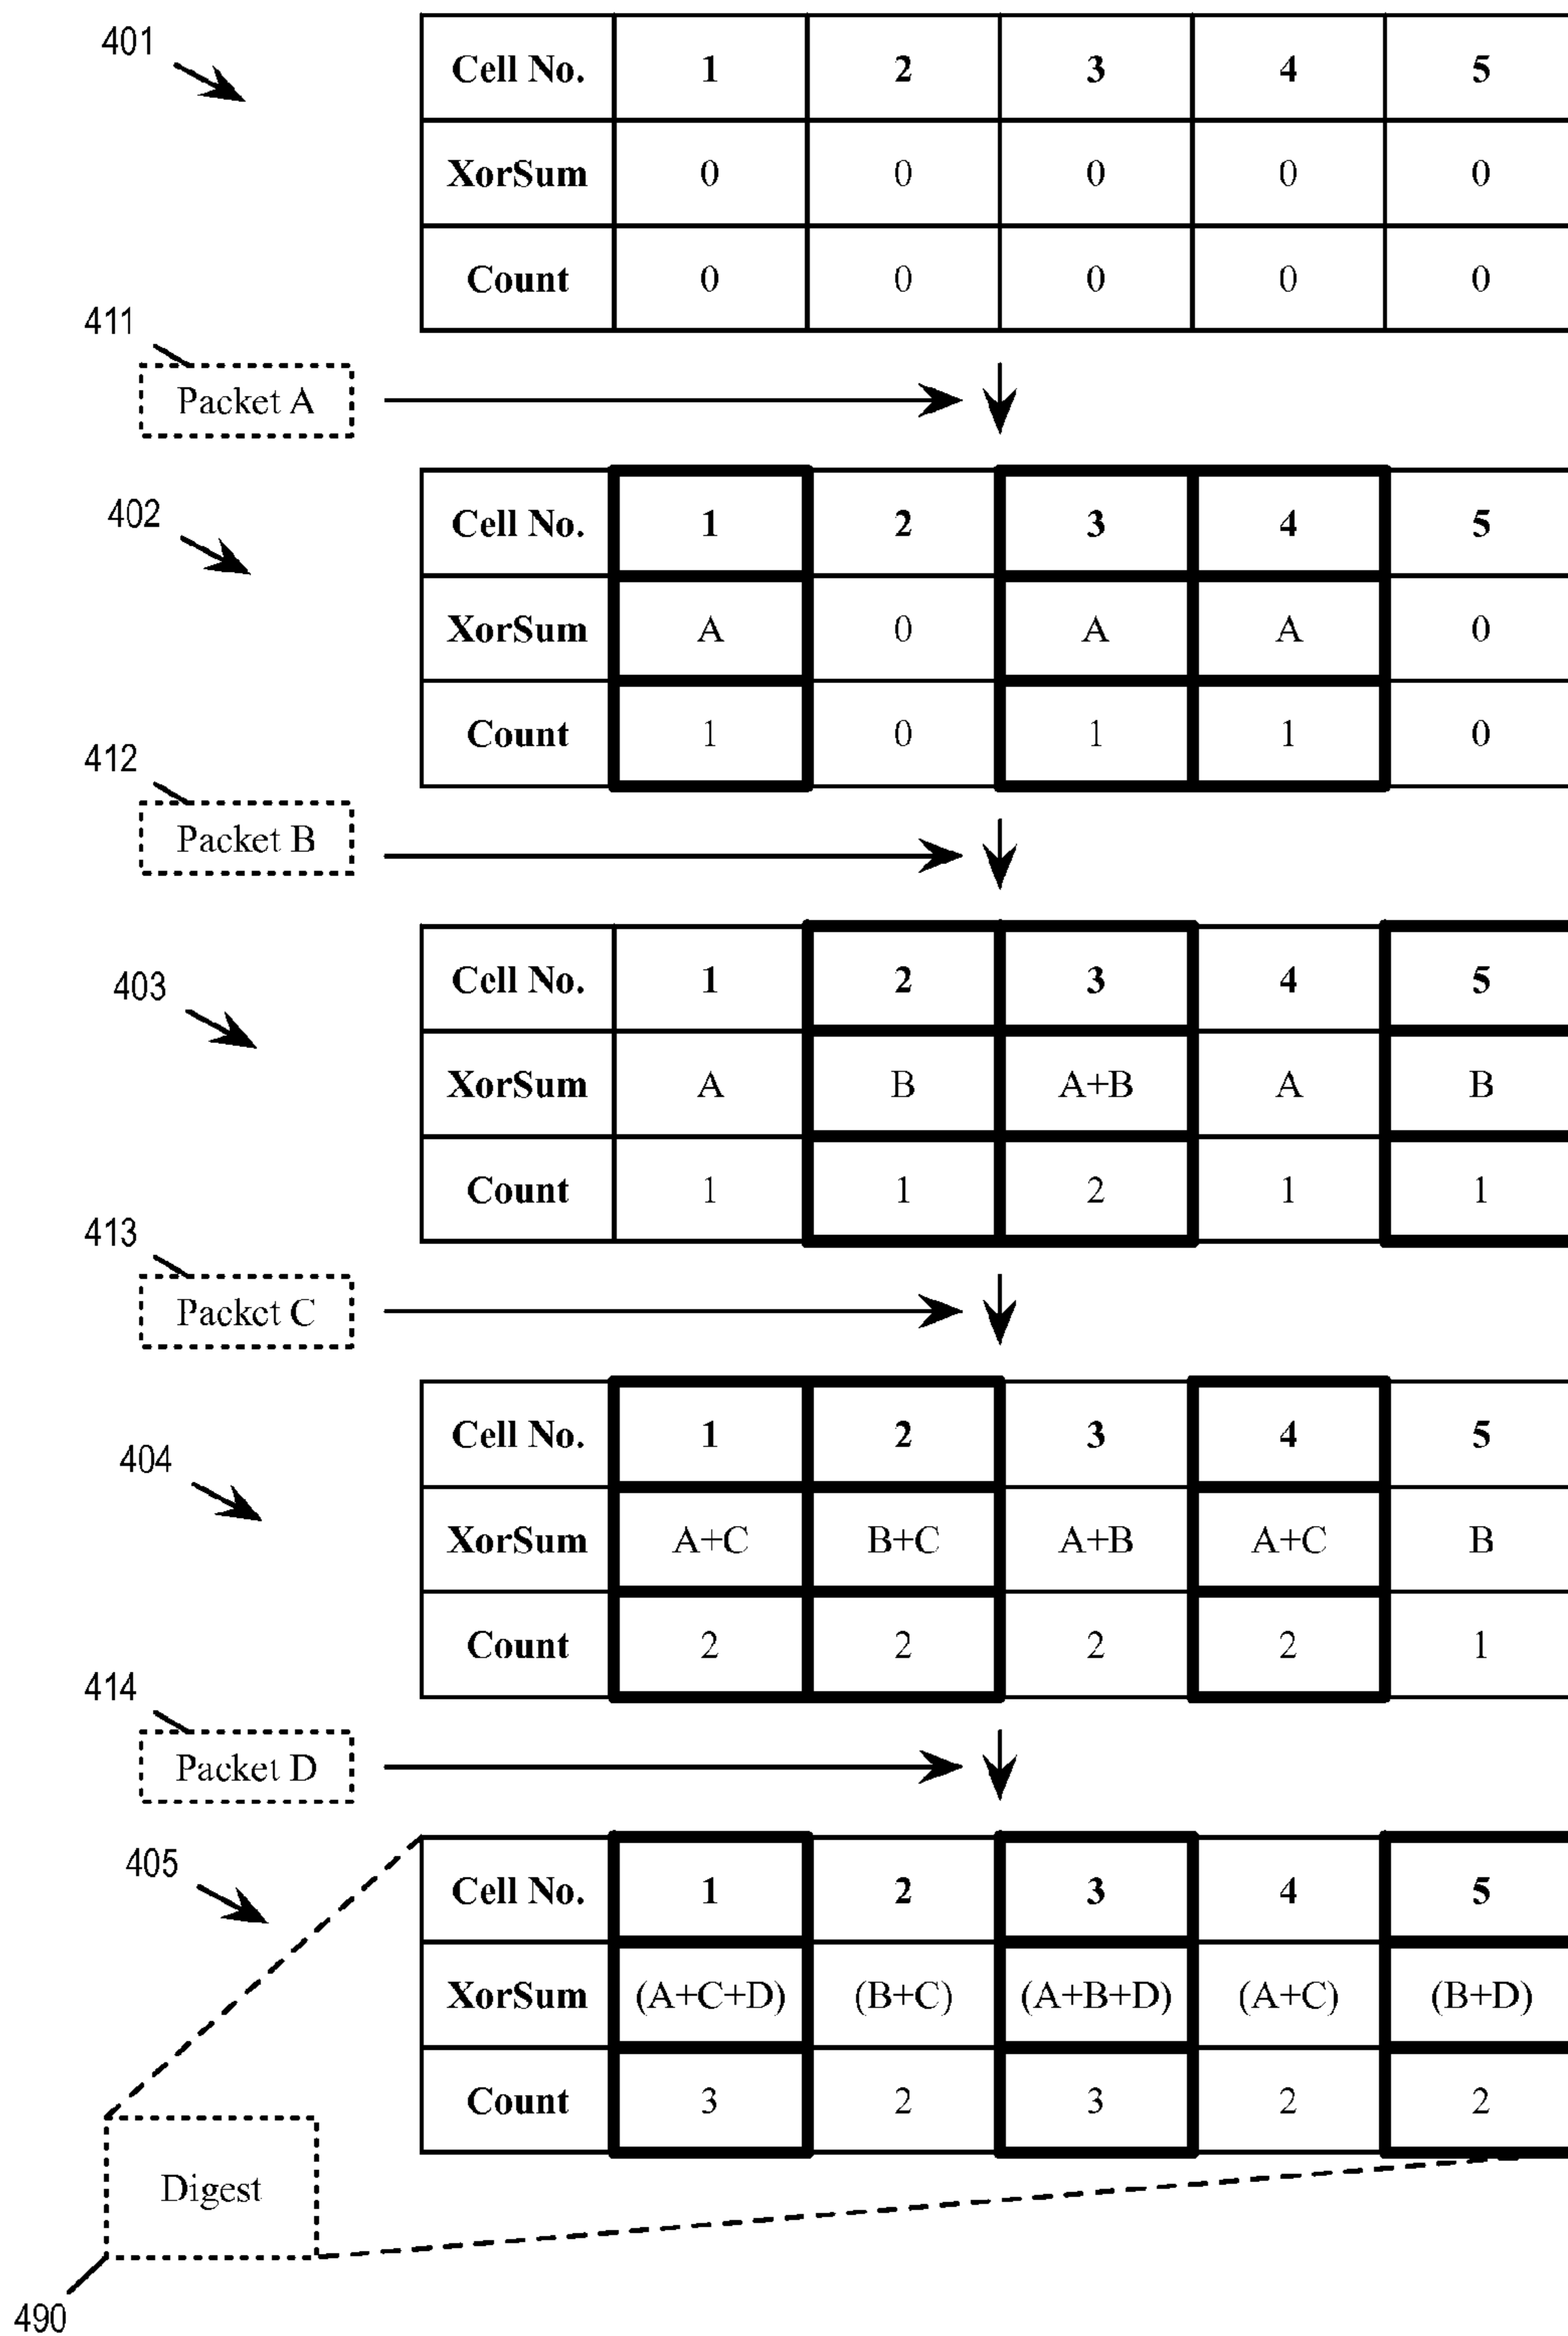 401
Cell No. 1 2 3 4 5
XorSum 0 0 0 0 0
Count 0 0 0 0 0
411
Packet A
402
Cell No. 1 2 3 4 5
XorSum A 0 A A 0
Count 1 0 1 1 0
412
Packet B
403
Cell No. 1 2 3 4 5
XorSum A B A+B A B
Count 1 1 2 1 1
413
Packet C
404
Cell No. 1 2 3 4 5
XorSum A+C B+C A+B A+C B
Count 2 2 2 2 1
414
Packet D
405
Cell No. 1 2 3 4 5
XorSum (A+C+D) (B+C) (A+B+D) (A+C) (B+D)
Count 3 2 3 2 2
Digest
490